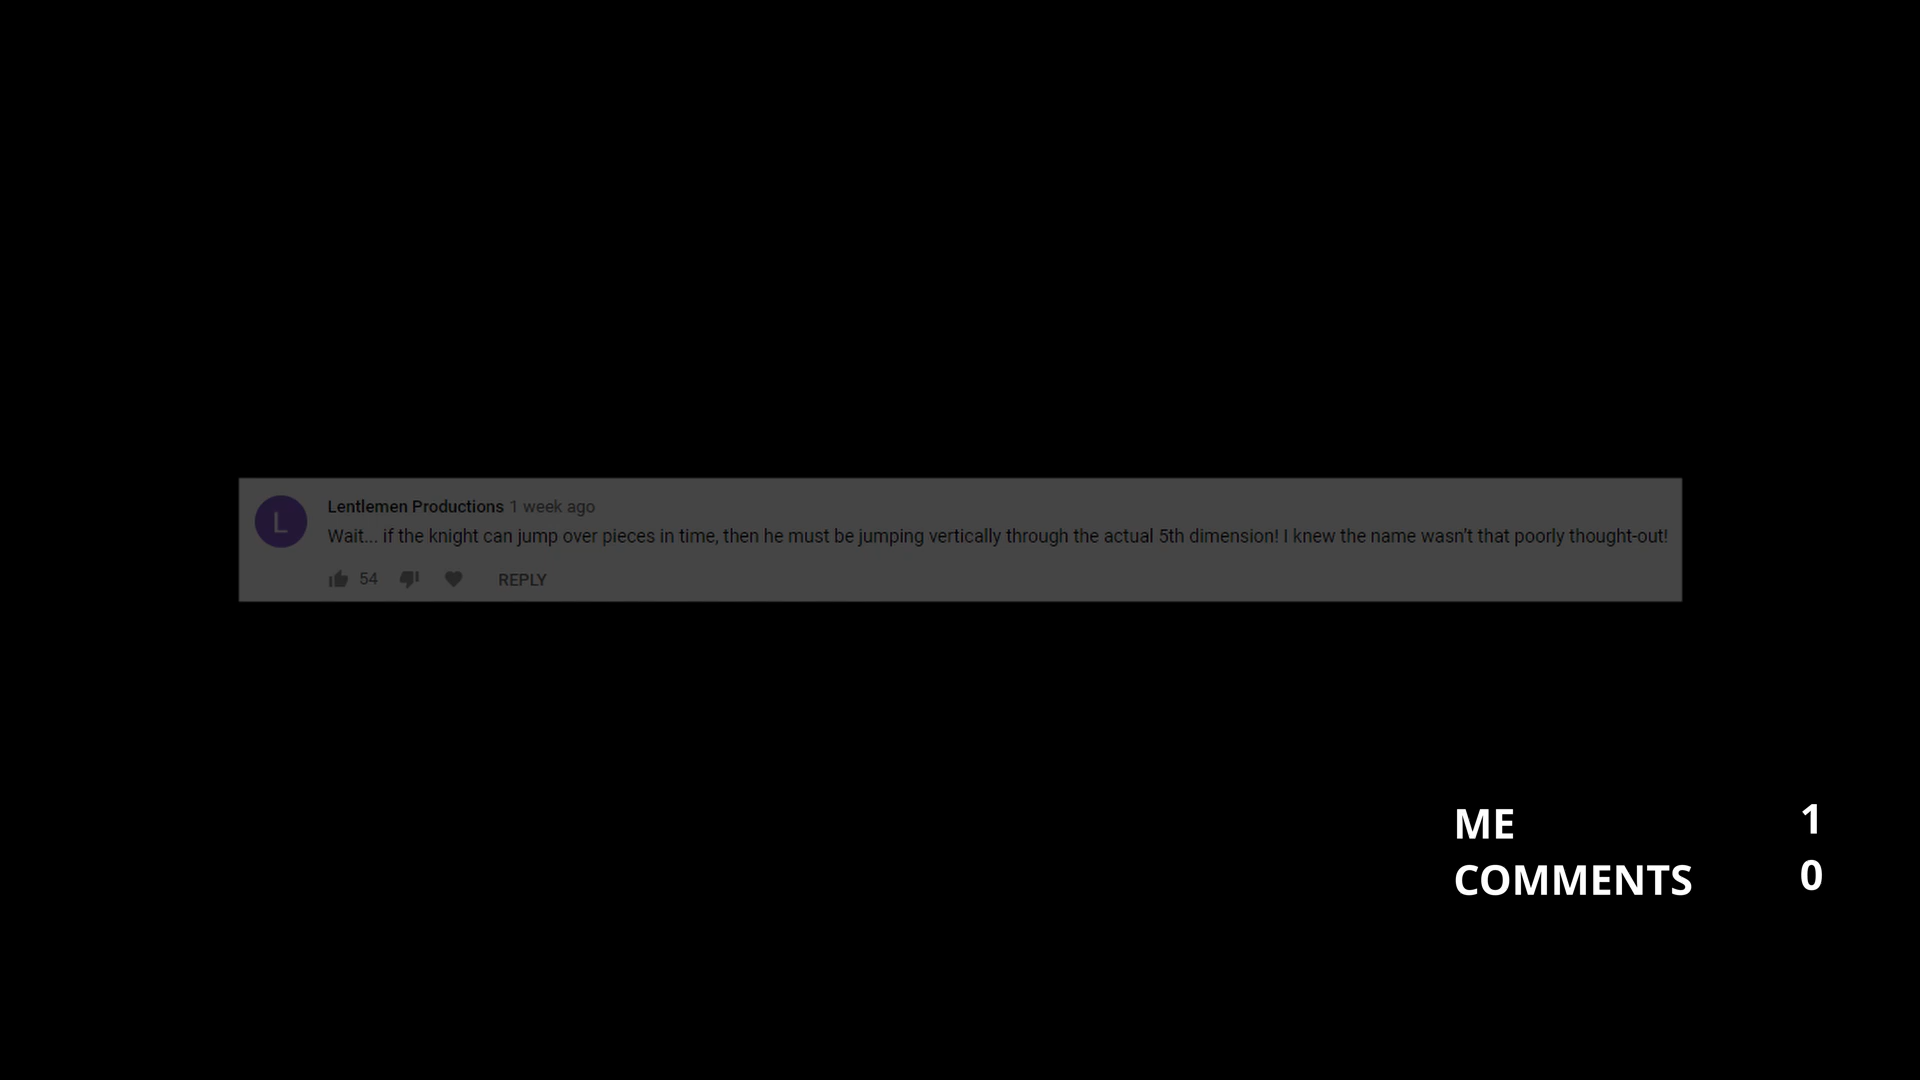 L
Lentlemen Productions 1 week ago
Wait... if the knight can jump over pieces in time, then he must be jumping vertically through the actual 5th dimension! I knew the name wasn't that poorly thought-out!
54 REPLY
ME 1
COMMENTS 0